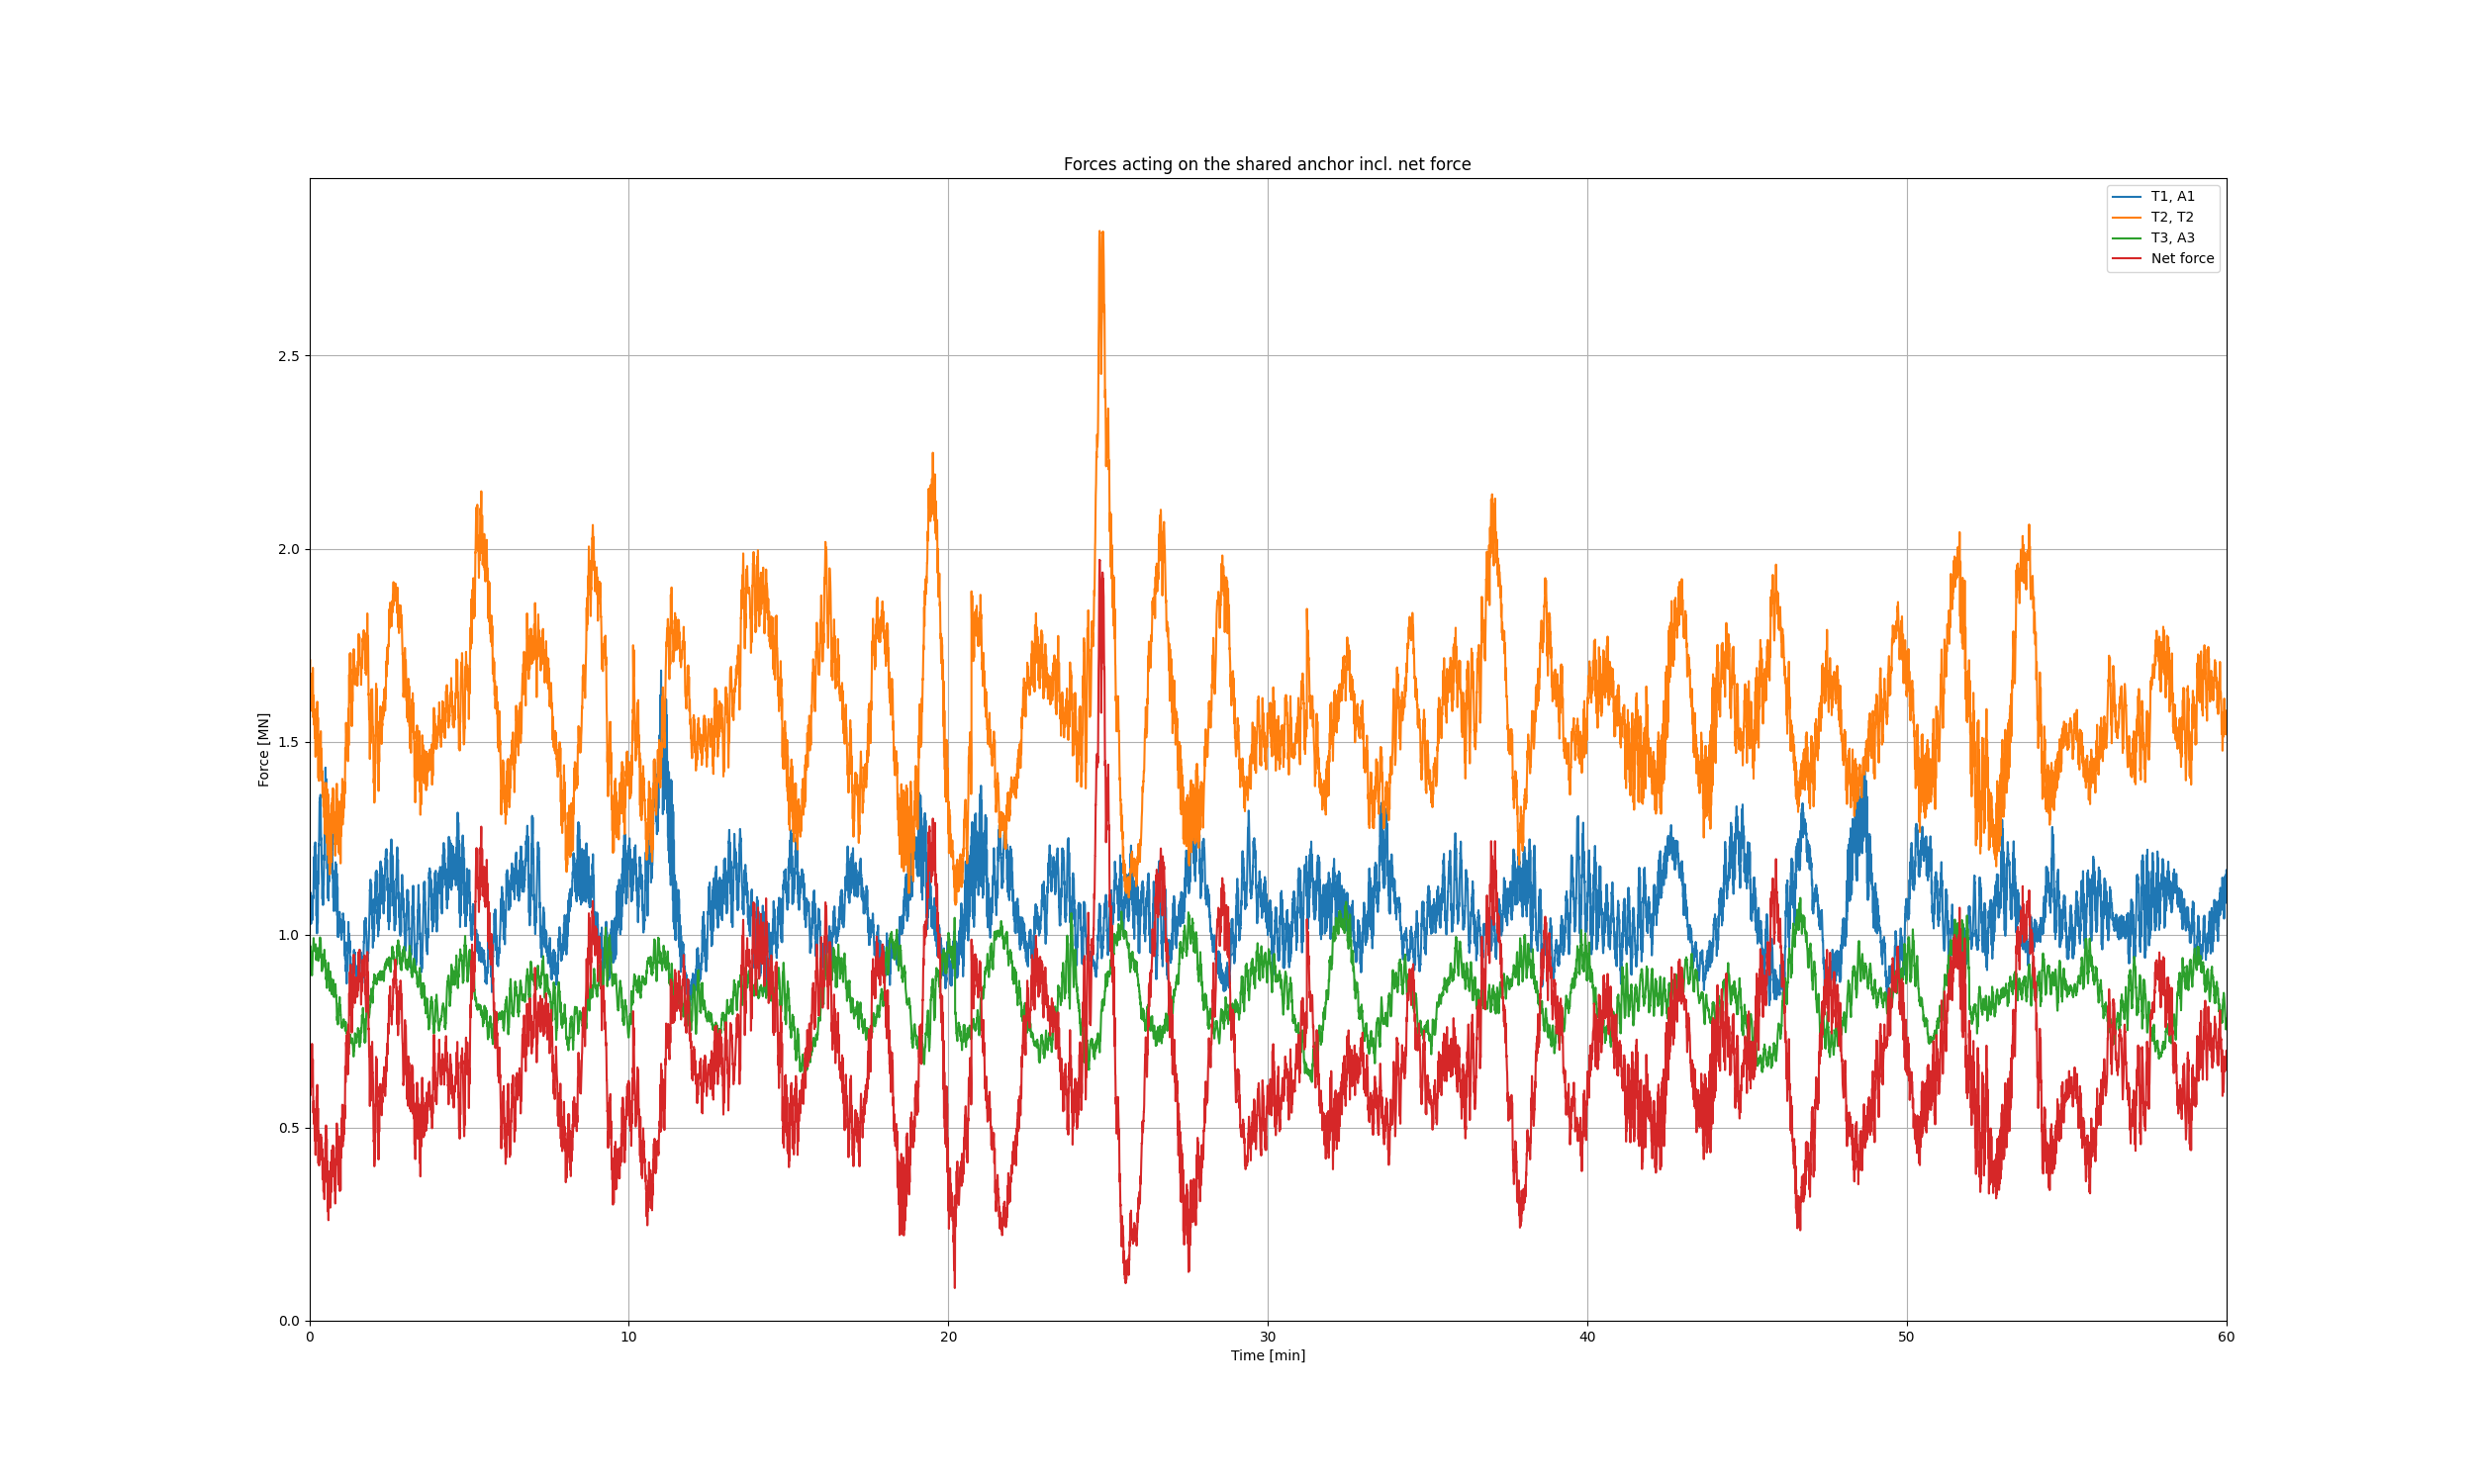 Forces acting on the shared anchor incl. net force
T1, A1
T2, T2
T3, A3
Net force
Force [MN]
2.5
2.0
1.5
1.0
0.5
0.0
0 10 20 30 40 50 60
Time [min]